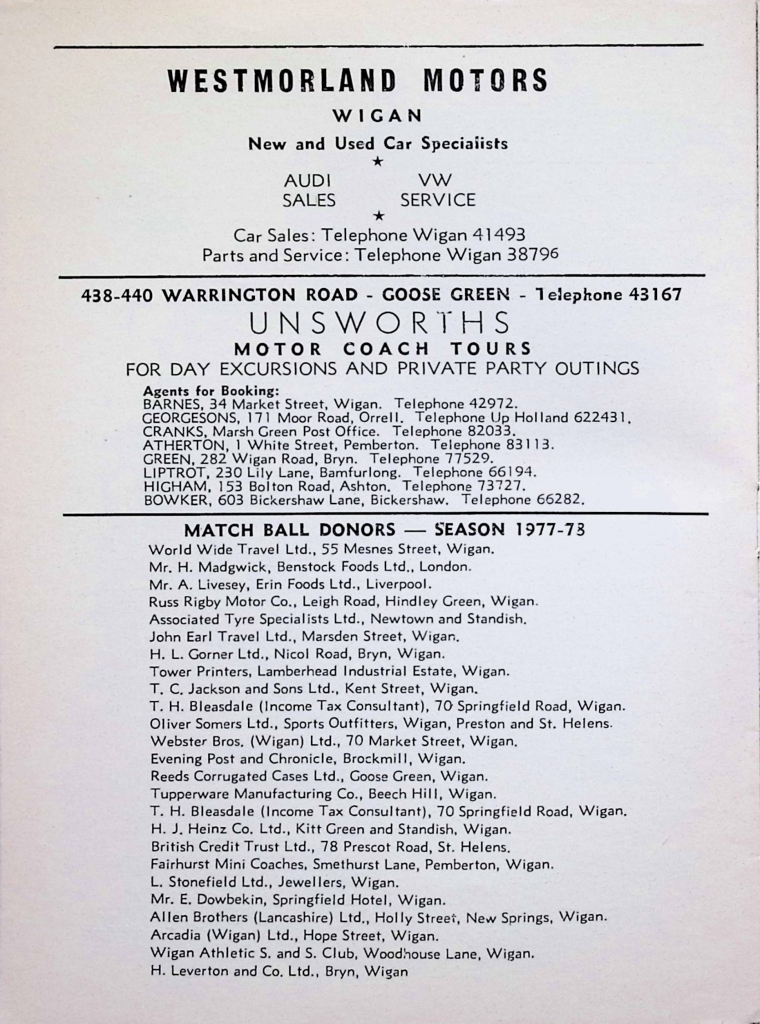 WESTMORLAND MOTORS
WIGAN
New and Used Car Specialists
★
AUDI VW
SALES SERVICE
★
Car Sales: Telephone Wigan 41493
Parts and Service: Telephone Wigan 38796
438-440 WARRINGTON ROAD - GOOSE GREEN - Telephone 43167
UNSWORTHS
MOTOR COACH TOURS
FOR DAY EXCURSIONS AND PRIVATE PARTY OUTINGS
Agents for Booking:
BARNES, 34 Market Street, Wigan. Telephone 42972.
GEORGESONS, 171 Moor Road, Orrell. Telephone Up Holland 622431.
CRANKS, Marsh Green Post Office. Telephone 82033.
ATHERTON, 1 White Street, Pemberton. Telephone 83113.
GREEN, 282 Wigan Road, Bryn. Telephone 77529.
LIPTROT, 230 Lily Lane, Bamfurlong. Telephone 66194.
HIGHAM, 153 Bolton Road, Ashton. Telephone 73727.
BOWKER, 603 Bickershaw Lane, Bickershaw. Telephone 66282.
MATCH BALL DONORS — SEASON 1977-78
World Wide Travel Ltd., 55 Mesnes Street, Wigan.
Mr. H. Madgwick, Benstock Foods Ltd., London.
Mr. A. Livesey, Erin Foods Ltd., Liverpool.
Russ Rigby Motor Co., Leigh Road, Hindley Green, Wigan.
Associated Tyre Specialists Ltd., Newtown and Standish.
John Earl Travel Ltd., Marsden Street, Wigan.
H. L. Gorner Ltd., Nicol Road, Bryn, Wigan.
Tower Printers, Lamberhead Industrial Estate, Wigan.
T. C. Jackson and Sons Ltd., Kent Street, Wigan.
T. H. Bleasdale (Income Tax Consultant), 70 Springfield Road, Wigan.
Oliver Somers Ltd., Sports Outfitters, Wigan, Preston and St. Helens.
Webster Bros. (Wigan) Ltd., 70 Market Street, Wigan.
Evening Post and Chronicle, Brockmill, Wigan.
Reeds Corrugated Cases Ltd., Goose Green, Wigan.
Tupperware Manufacturing Co., Beech Hill, Wigan.
T. H. Bleasdale (Income Tax Consultant), 70 Springfield Road, Wigan.
H. J. Heinz Co. Ltd., Kitt Green and Standish, Wigan.
British Credit Trust Ltd., 78 Prescot Road, St. Helens.
Fairhurst Mini Coaches, Smethurst Lane, Pemberton, Wigan.
L. Stonefield Ltd., Jewellers, Wigan.
Mr. E. Dowbekin, Springfield Hotel, Wigan.
Allen Brothers (Lancashire) Ltd., Holly Street, New Springs, Wigan.
Arcadia (Wigan) Ltd., Hope Street, Wigan.
Wigan Athletic S. and S. Club, Woodhouse Lane, Wigan.
H. Leverton and Co. Ltd., Bryn, Wigan